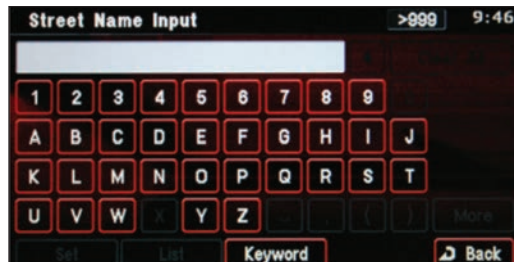 Street Name Input >999 9:46
1 2 3 4 5 6 7 8 9
A B C D E F G H I J
K L M N O P Q R S T
U V W X Y Z . ( ) More
Set List Keyword Back